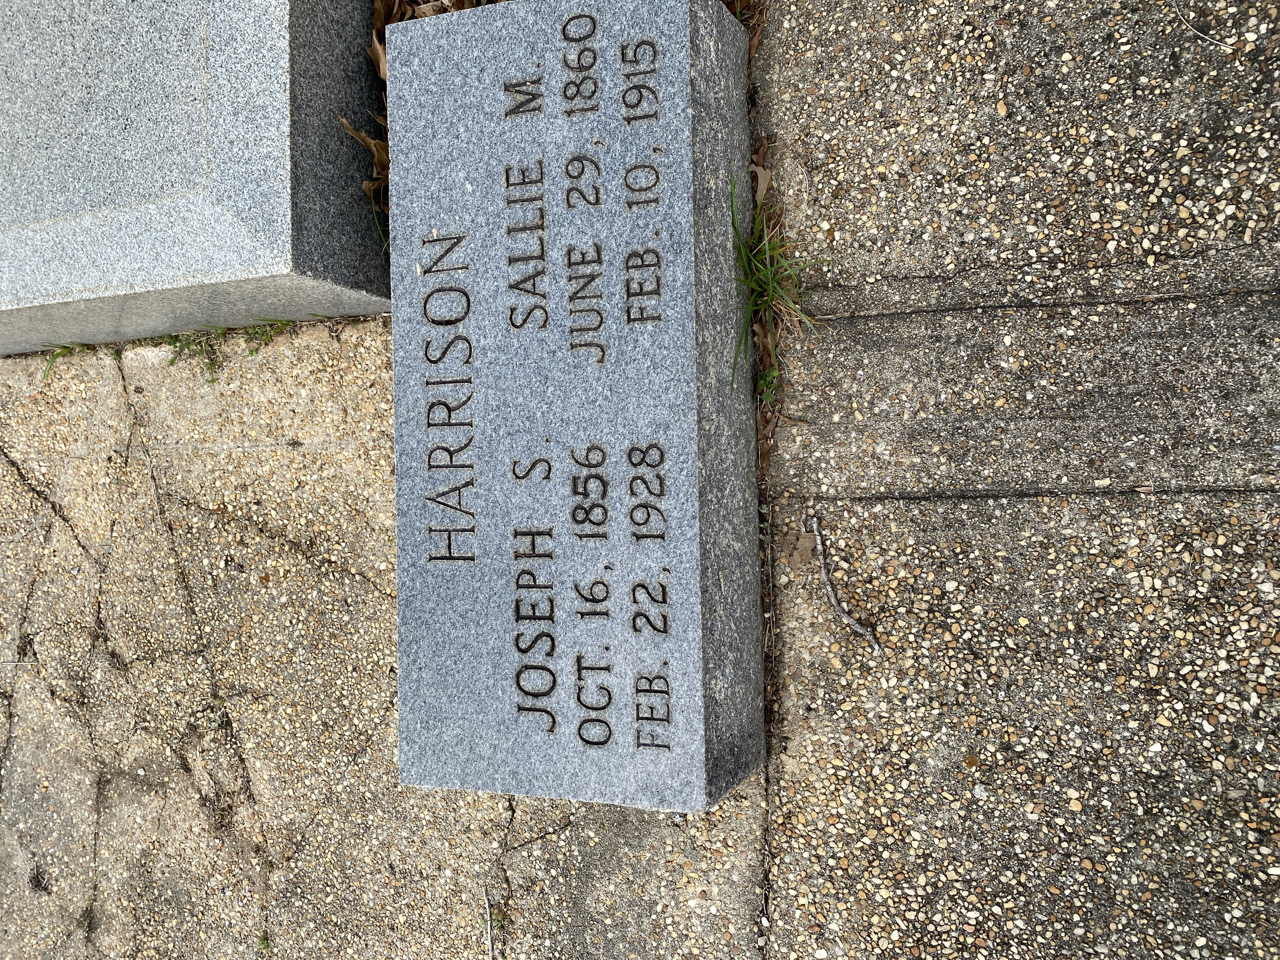 HARRISON
JOSEPH S. SALLIE M.
OCT. 16, 1856 JUNE 29, 1860
FEB. 22, 1928 FEB. 10, 1915